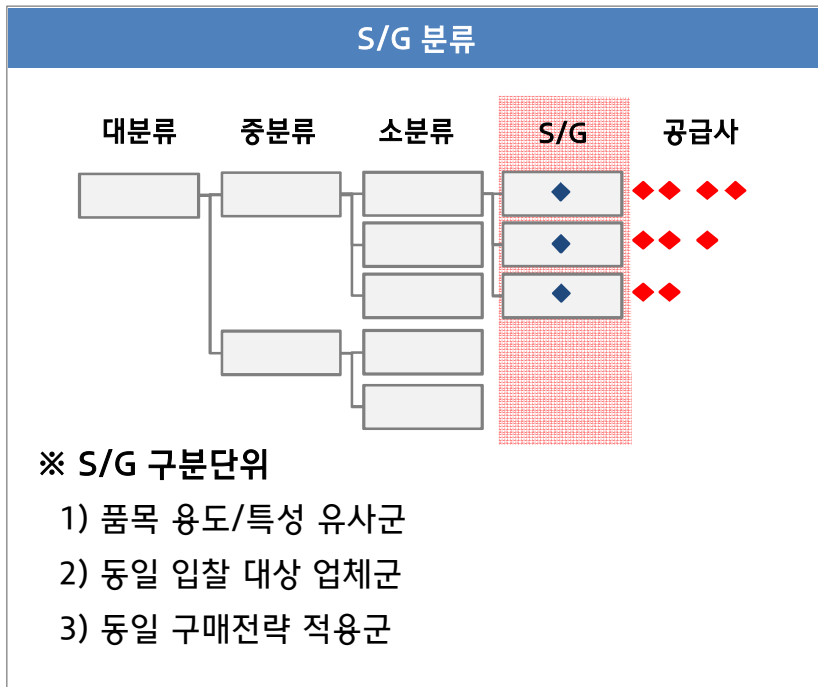 S/G 분류
대분류 중분류 소분류 S/G 공급사
※ S/G 구분단위
1) 품목 용도/특성 유사군
2) 동일 입찰 대상 업체군
3) 동일 구매전략 적용군